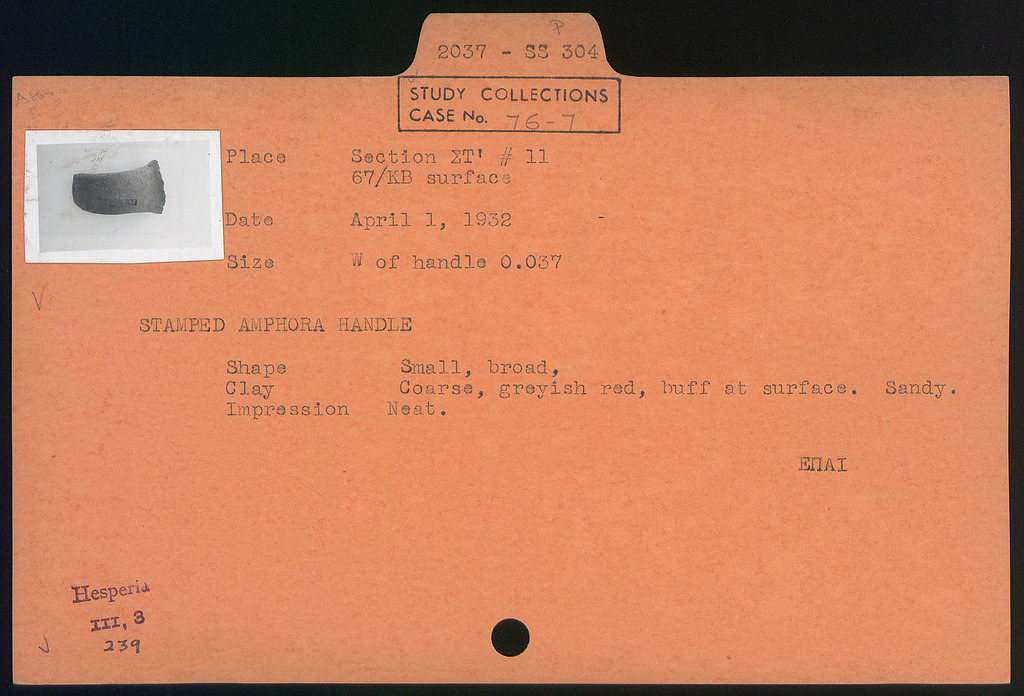 P
2037 - SS 304
STUDY COLLECTIONS
CASE No. 76-7
Place Section ΣΤ' # 11
67/KB surface
Date April 1, 1932
Size W of handle 0.037
STAMPED AMPHORA HANDLE
Shape Small, broad,
Clay Coarse, greyish red, buff at surface. Sandy.
Impression Neat.
ΕΠΑΙ
Hesperia
III, 3
239